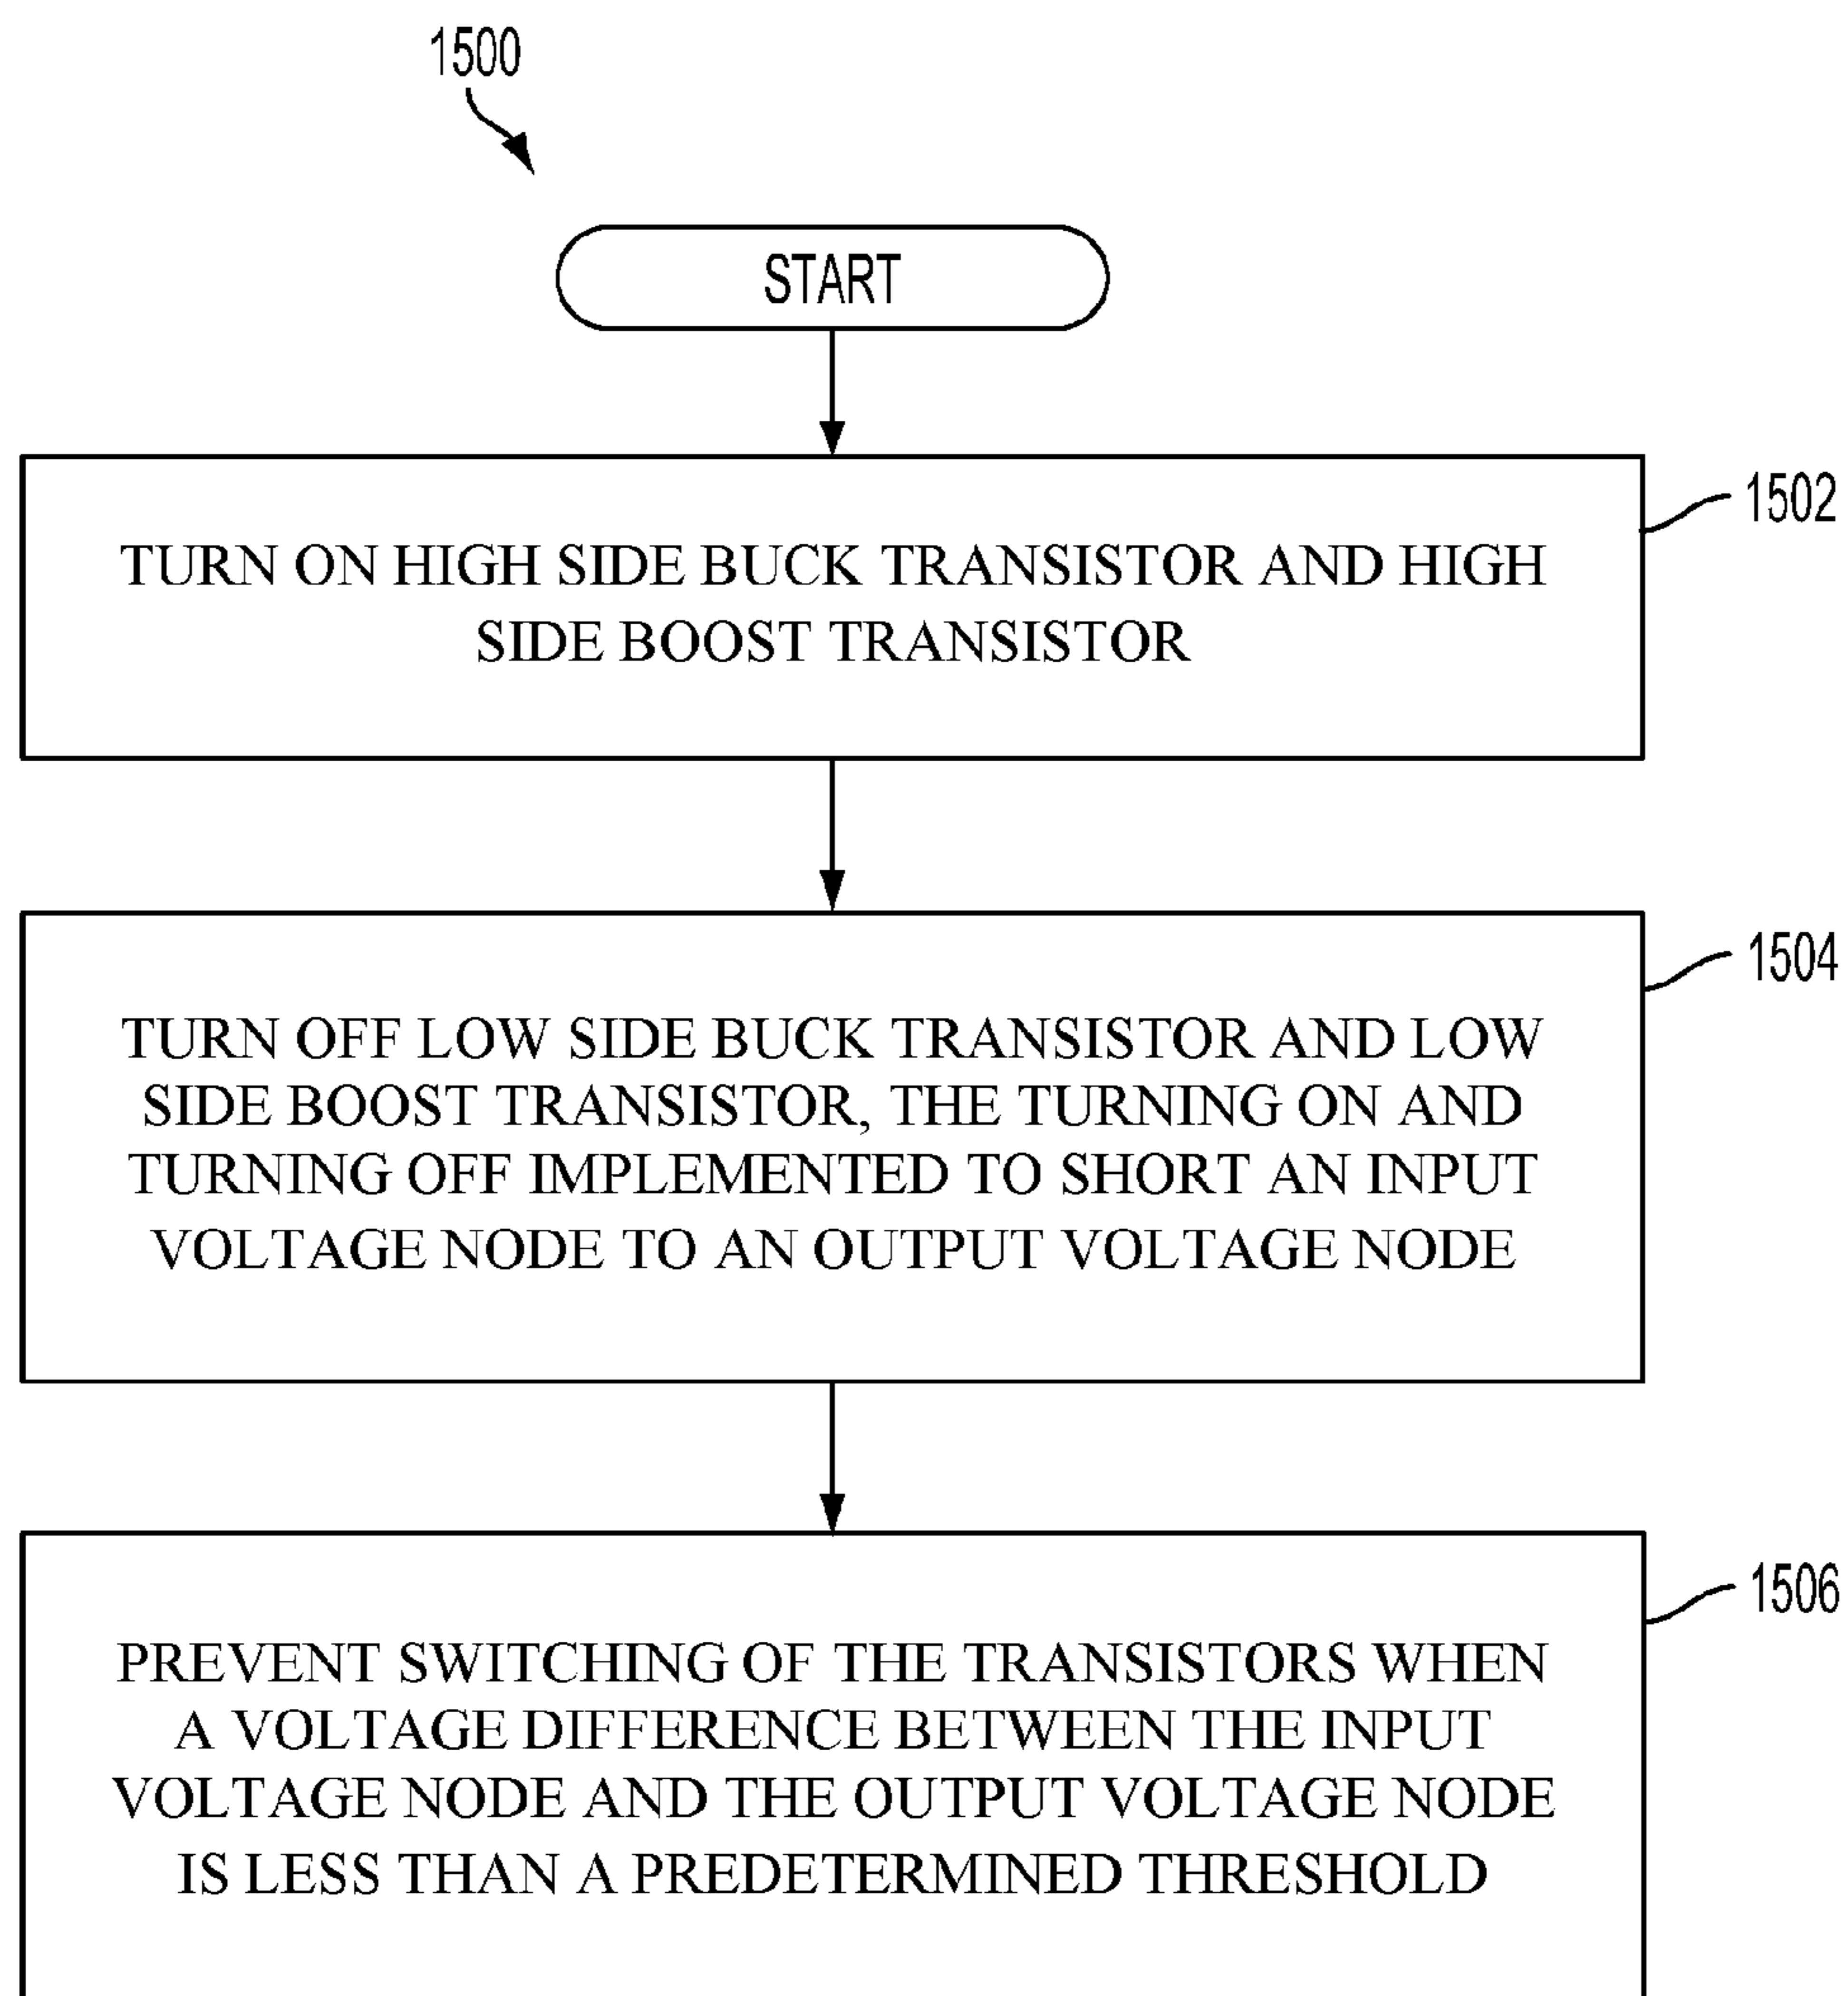 1500
START
1502
TURN ON HIGH SIDE BUCK TRANSISTOR AND HIGH
SIDE BOOST TRANSISTOR
1504
TURN OFF LOW SIDE BUCK TRANSISTOR AND LOW
SIDE BOOST TRANSISTOR, THE TURNING ON AND
TURNING OFF IMPLEMENTED TO SHORT AN INPUT
VOLTAGE NODE TO AN OUTPUT VOLTAGE NODE
1506
PREVENT SWITCHING OF THE TRANSISTORS WHEN
A VOLTAGE DIFFERENCE BETWEEN THE INPUT
VOLTAGE NODE AND THE OUTPUT VOLTAGE NODE
IS LESS THAN A PREDETERMINED THRESHOLD